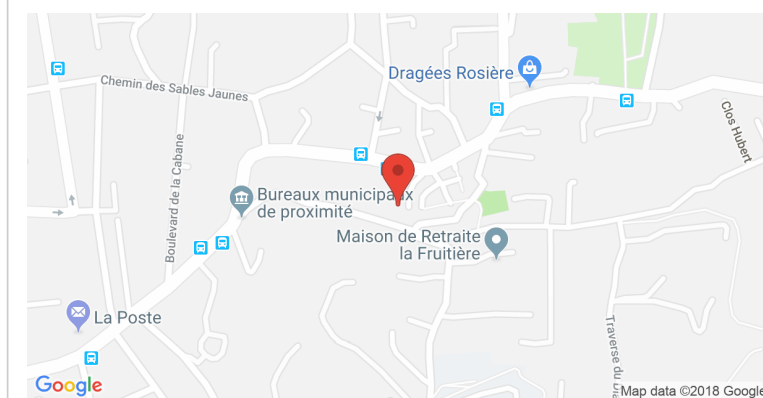 Dragées Rosière
Chemin des Sables Jaunes
Clos Hubert
Boulevard de la Cabane
Bureaux municipaux
de proximité
Maison de Retraite
la Fruitière
La Poste
Traverse du
Google
Map data ©2018 Google